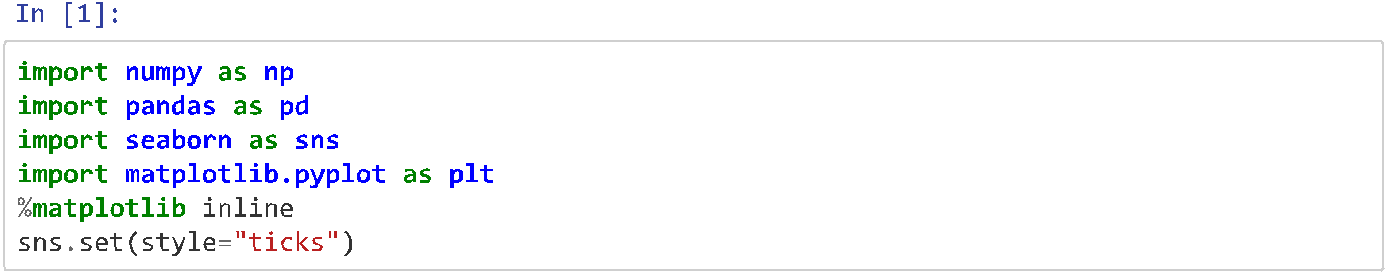 In [1]:
import numpy as np
import pandas as pd
import seaborn as sns
import matplotlib.pyplot as plt
%matplotlib inline
sns.set(style="ticks")